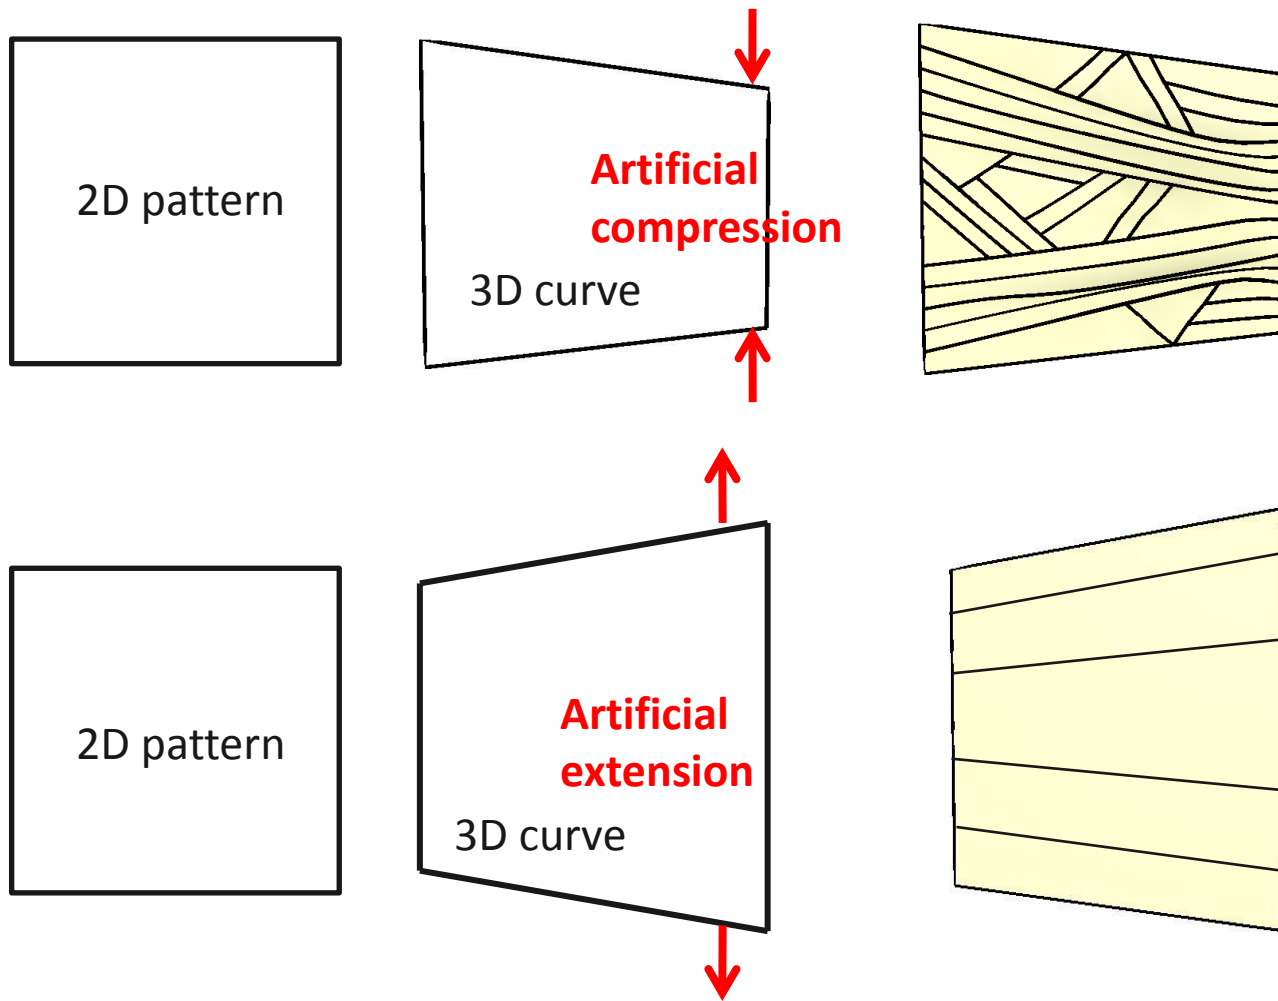 2D pattern
Artificial
compression
3D curve
2D pattern
Artificial
extension
3D curve